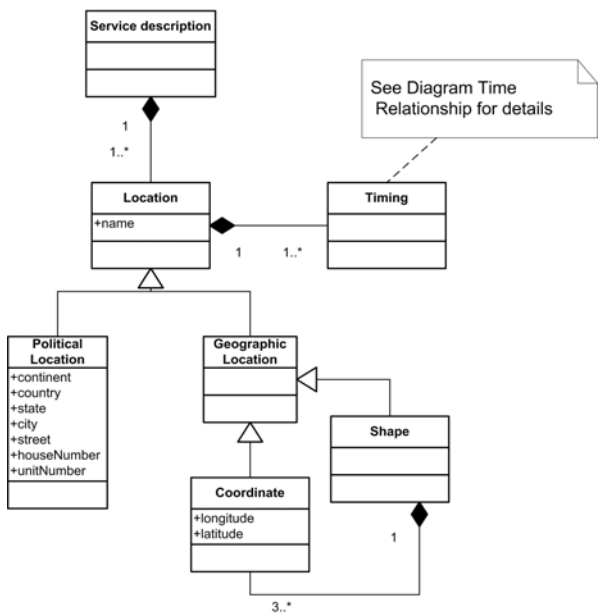 Service description
See Diagram Time
Relationship for details
1
1..*
Location
+name
Timing
1
1..*
Political
Location
+continent
+country
+state
+city
+street
+houseNumber
+unitNumber
Geographic
Location
Shape
Coordinate
+longitude
+latitude
1
3..*